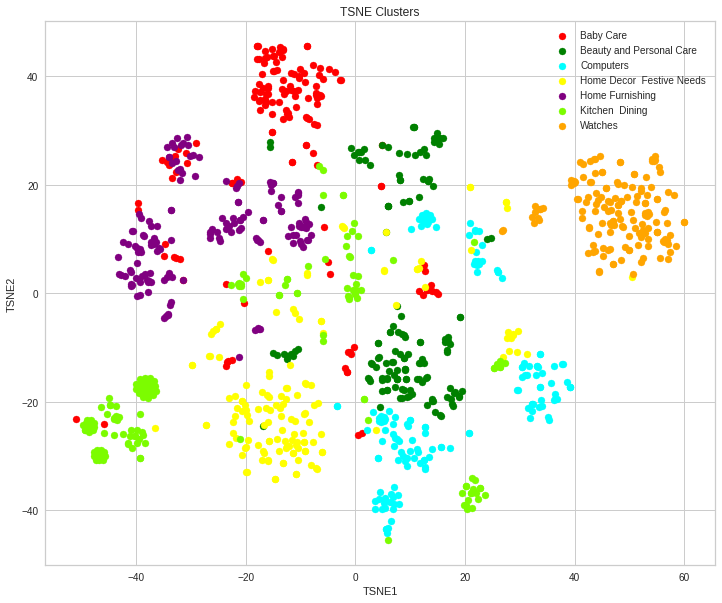 TSNE Clusters
Baby Care
Beauty and Personal Care
Computers
Home Decor  Festive Needs
Home Furnishing
Kitchen  Dining
Watches
40
20
0
−20
−40
TSNE2
−40
−20
0
20
40
60
TSNE1